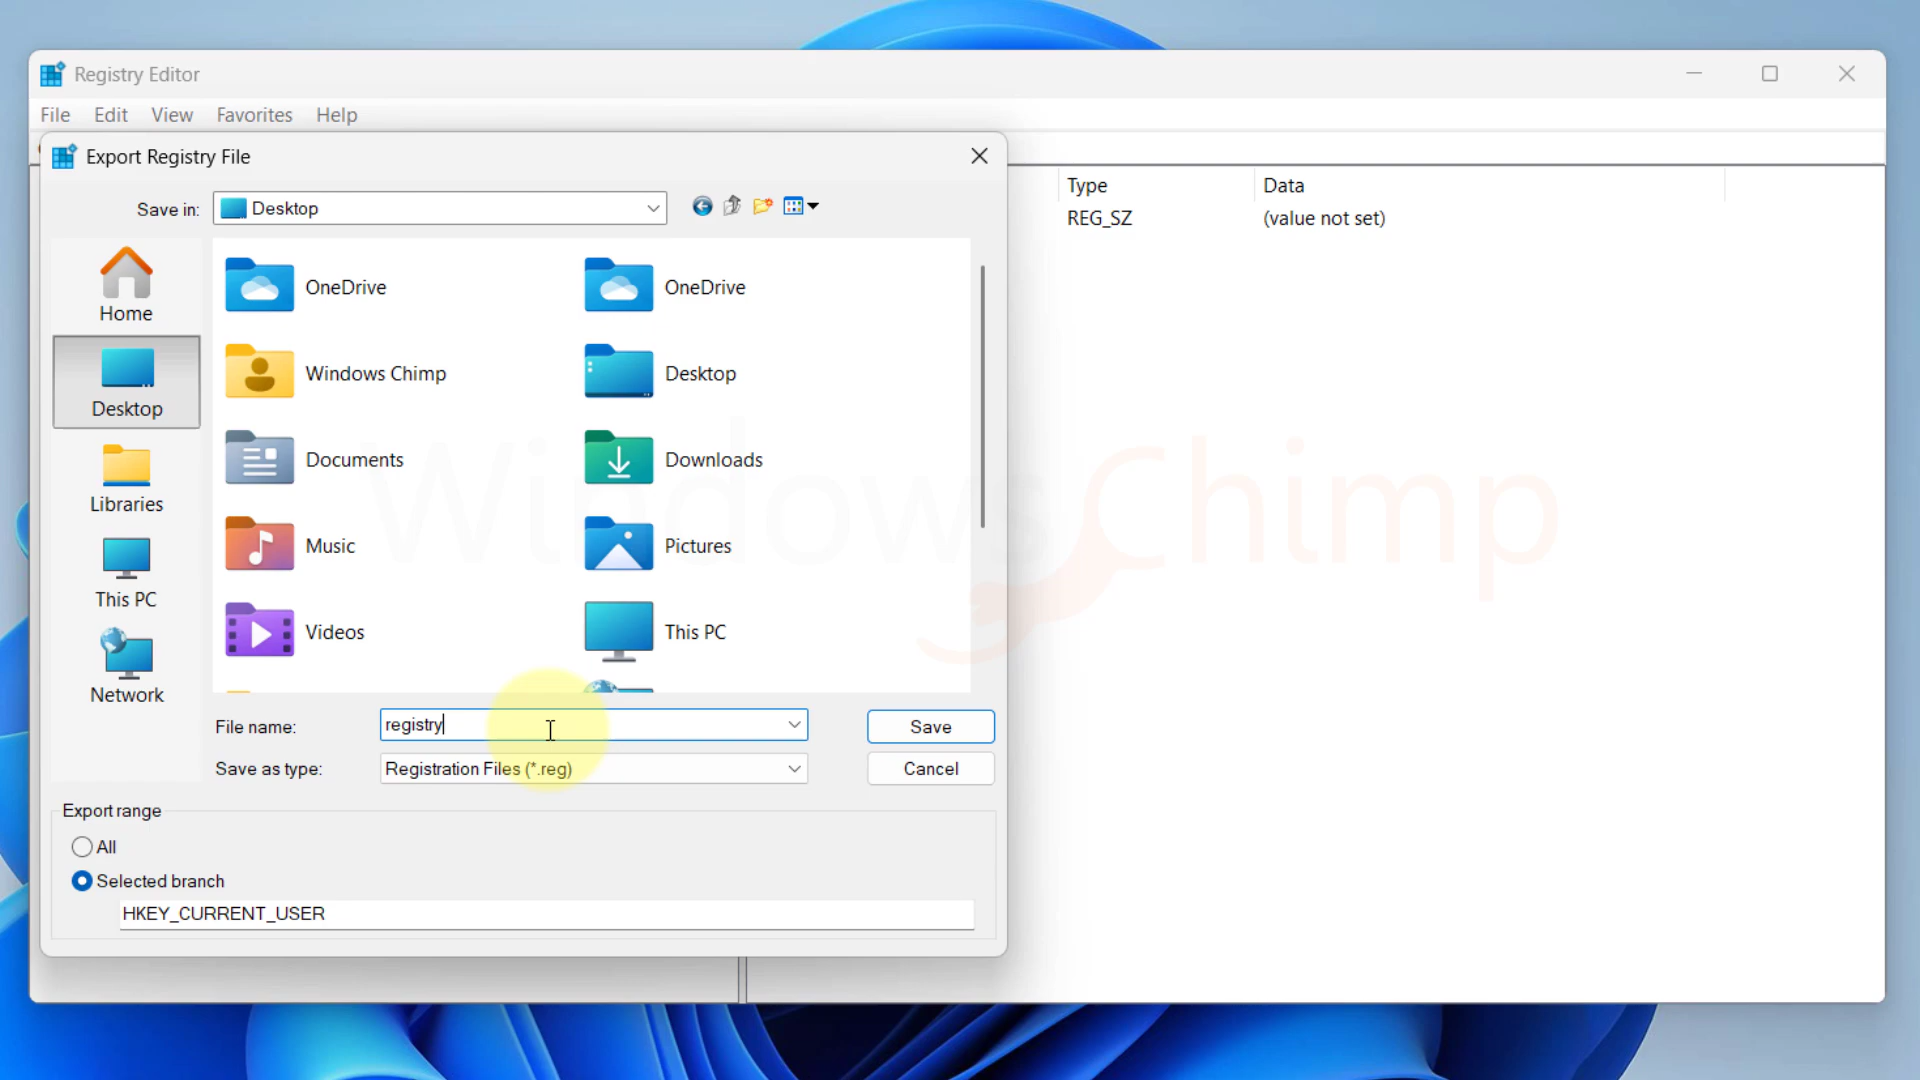 Registry Editor
File Edit View Favorites Help
Export Registry File
Save in: Desktop
Type Data
REG_SZ (value not set)
Home
Desktop
Libraries
This PC
Network
OneDrive OneDrive
Windows Chimp Desktop
Documents Downloads
Music Pictures
Videos This PC
Windows Chimp
File name: registry Save
Save as type: Registration Files (*.reg) Cancel
Export range
All
Selected branch
HKEY_CURRENT_USER